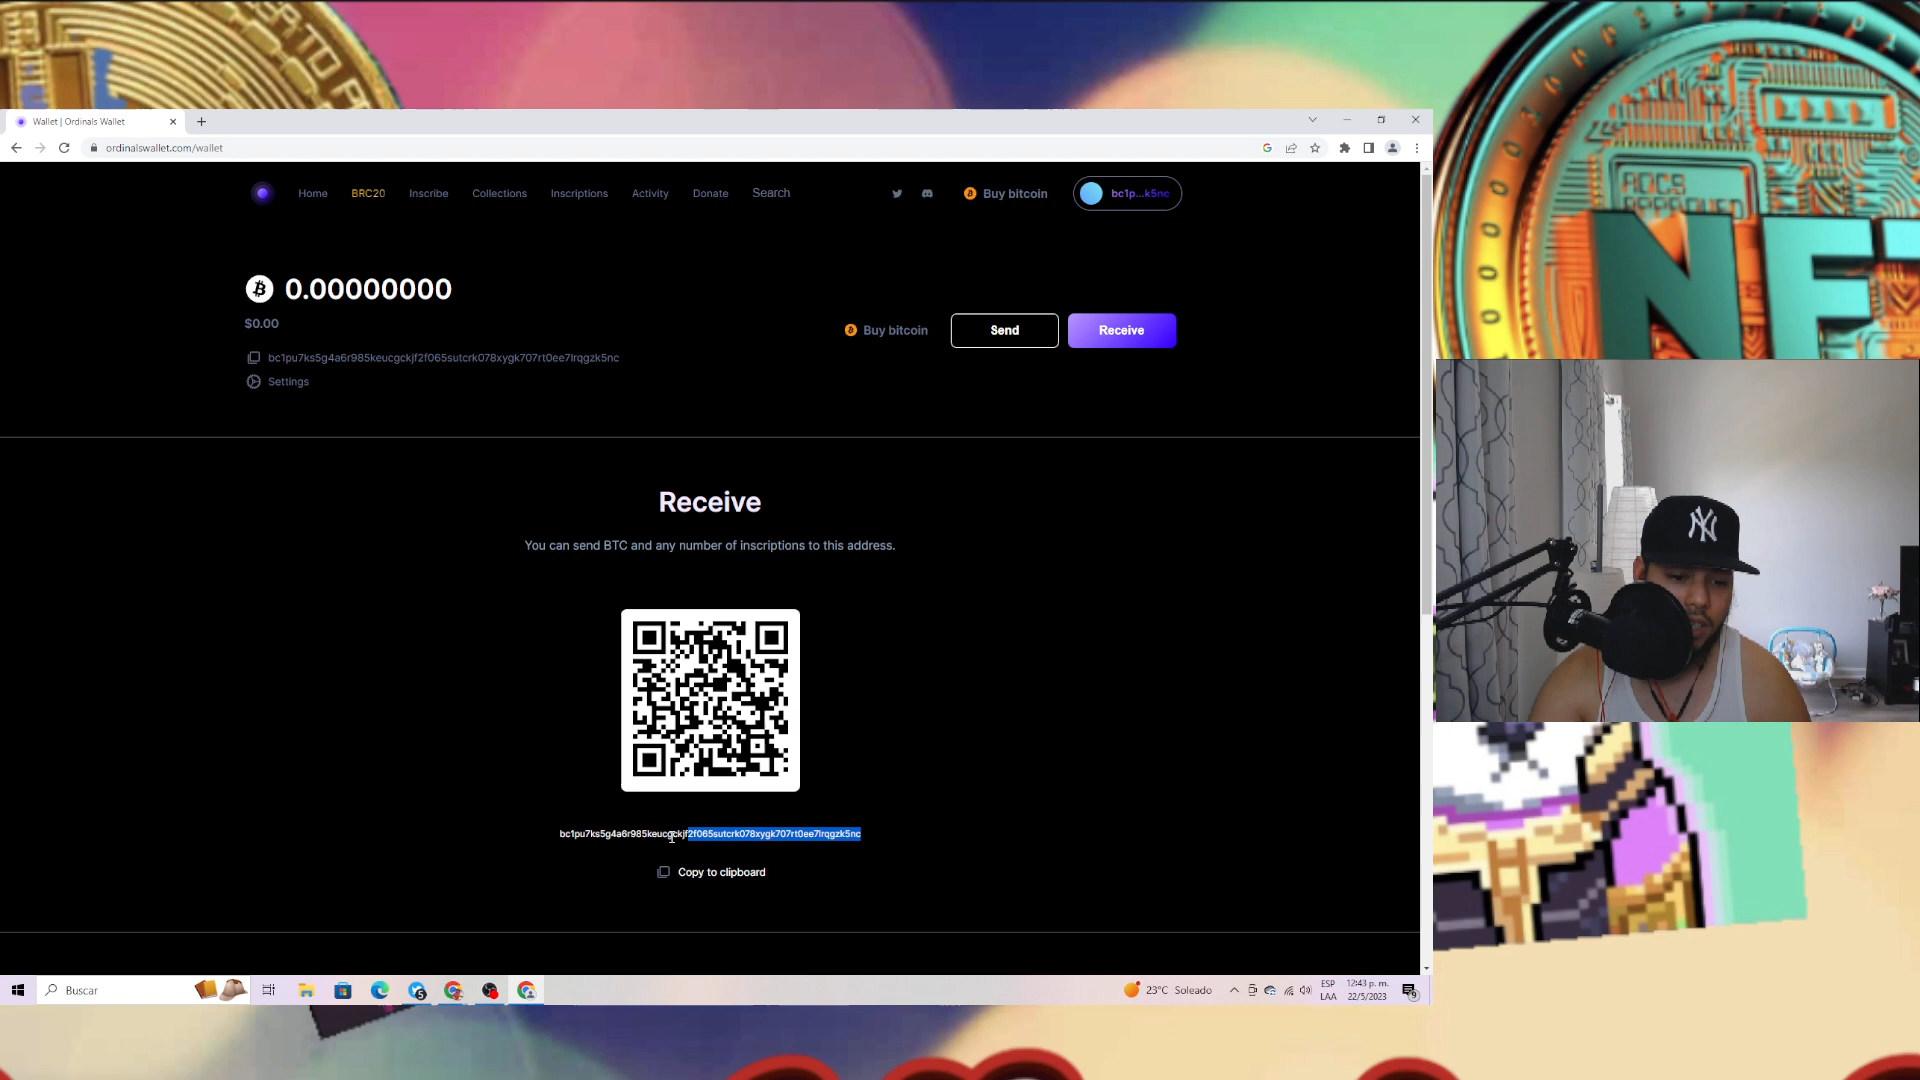 Wallet | Ordinals Wallet
ordinalswallet.com/wallet
Home BRC20 Inscribe Collections Inscriptions Activity Donate Search Buy bitcoin bc1p...k5nc
0.00000000
$0.00
Buy bitcoin Send Receive
bc1pu7ks5g4a6r985keucgckjf2f065sutcrk078xygk707rt0ee7lrqgzk5nc
Settings
Receive
You can send BTC and any number of inscriptions to this address.
bc1pu7ks5g4a6r985keucgckjf2f065sutcrk078xygk707rt0ee7lrqgzk5nc
Copy to clipboard
Buscar
23°C Soleado
ESP
LAA
12:43 p. m.
22/5/2023
NFT
NY